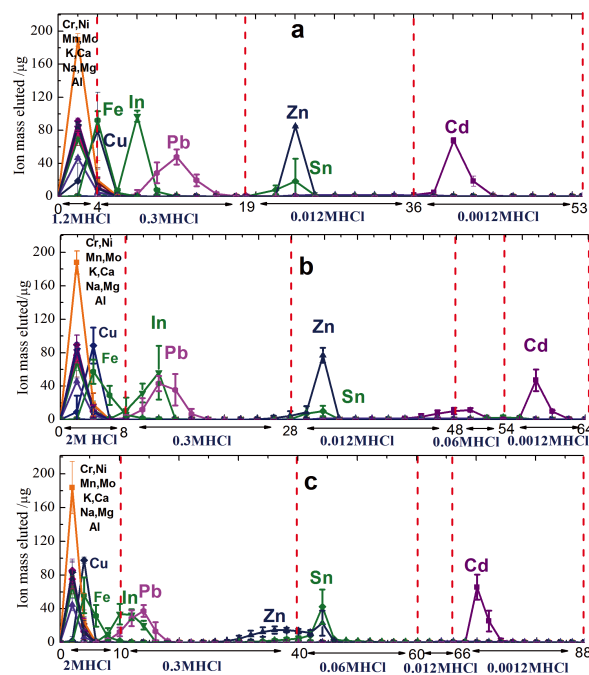 a
Ion mass eluted /µg
200
160
120
80
40
0
Cr,Ni
Mn,Mo
K,Ca
Na,Mg
Al
Fe
Cu
In
Pb
Zn
Sn
Cd
0 4 19 36 53
1.2MHCl 0.3MHCl 0.012MHCl 0.0012MHCl
b
Ion mass eluted/µg
200
160
120
80
40
0
Cr,Ni
Mn,Mo
K,Ca
Na,Mg
Al
Cu
Fe
In
Pb
Zn
Sn
Cd
0 8 28 48 54 64
2M HCl 0.3MHCl 0.012MHCl 0.06MHCl 0.0012MHCl
c
Ion mass eluted /µg
200
160
120
80
40
0
Cr,Ni
Mn,Mo
K,Ca
Na,Mg
Al
Cu
Fe
In
Pb
Zn
Sn
Cd
0 10 40 60 66 88
2MHCl 0.3MHCl 0.06MHCl 0.012MHCl 0.0012MHCl